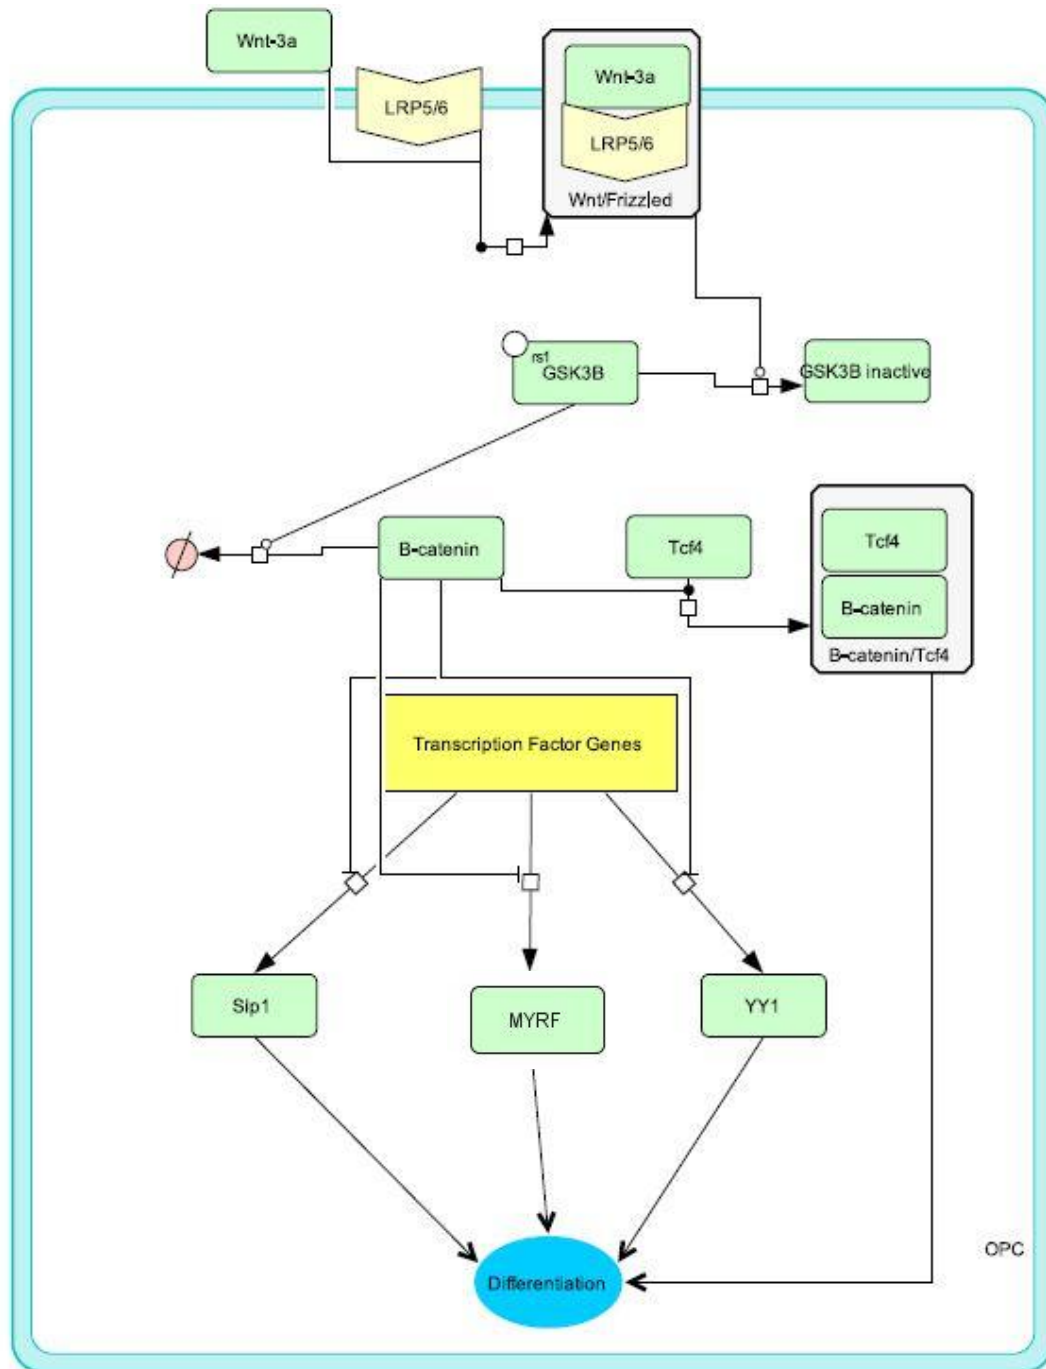 Wnt-3a
LRP5/6
Wnt-3a
LRP5/6
Wnt/Frizzled
rs1
GSK3B
GSK3B inactive
B-catenin
Tcf4
Tcf4
B-catenin
B-catenin/Tcf4
Transcription Factor Genes
Sip1
MYRF
YY1
OPC
Differentiation